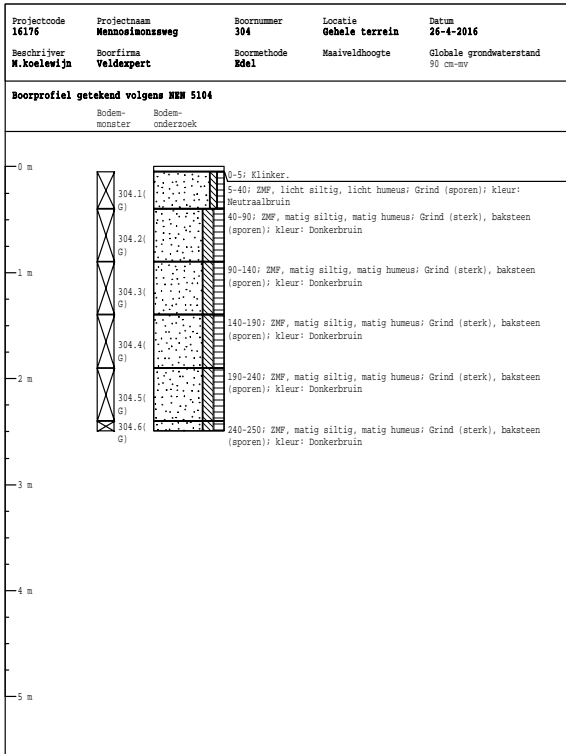 Projectcode Projectnaam Boornummer Locatie Datum
16176 Mennosimonszweg 304 Gehele terrein 26-4-2016
Beschrijver Boorfirma Boormethode Maaiveldhoogte Globale grondwaterstand
M.koelewijn Veldexpert Edel 90 cm-mv
Boorprofiel getekend volgens NEN 5104
Bodem- Bodem-
monster onderzoek
0 m
0-5; Klinker.
304.1(
G)
5-40; ZMF, licht siltig, licht humeus; Grind (sporen); kleur:
Neutraalbruin
304.2(
G)
40-90; ZMF, matig siltig, matig humeus; Grind (sterk), baksteen
(sporen); kleur: Donkerbruin
1 m
304.3(
G)
90-140; ZMF, matig siltig, matig humeus; Grind (sterk), baksteen
(sporen); kleur: Donkerbruin
304.4(
G)
140-190; ZMF, matig siltig, matig humeus; Grind (sterk), baksteen
(sporen); kleur: Donkerbruin
2 m
304.5(
G)
190-240; ZMF, matig siltig, matig humeus; Grind (sterk), baksteen
(sporen); kleur: Donkerbruin
304.6(
G)
240-250; ZMF, matig siltig, matig humeus; Grind (sterk), baksteen
(sporen); kleur: Donkerbruin
3 m
4 m
5 m